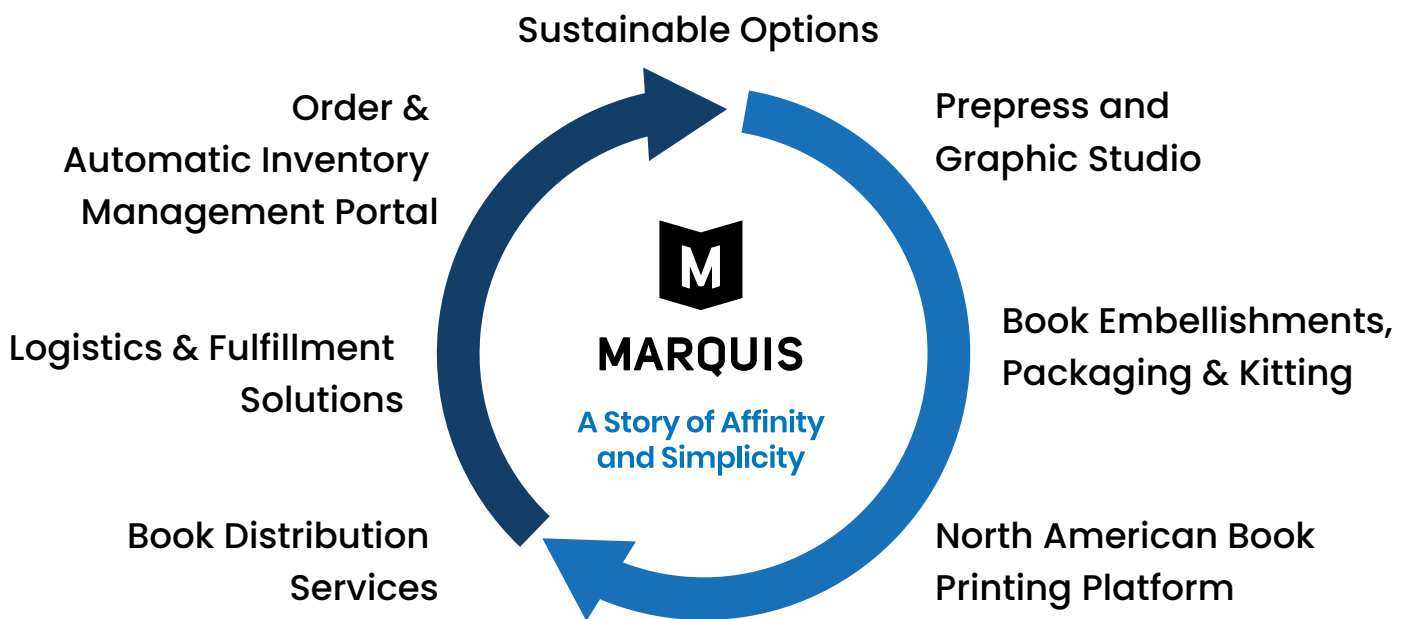 Sustainable Options
Prepress and
Graphic Studio
Book Embellishments,
Packaging & Kitting
North American Book
Printing Platform
Book Distribution
Services
Logistics & Fulfillment
Solutions
Order &
Automatic Inventory
Management Portal
M
MARQUIS
A Story of Affinity
and Simplicity